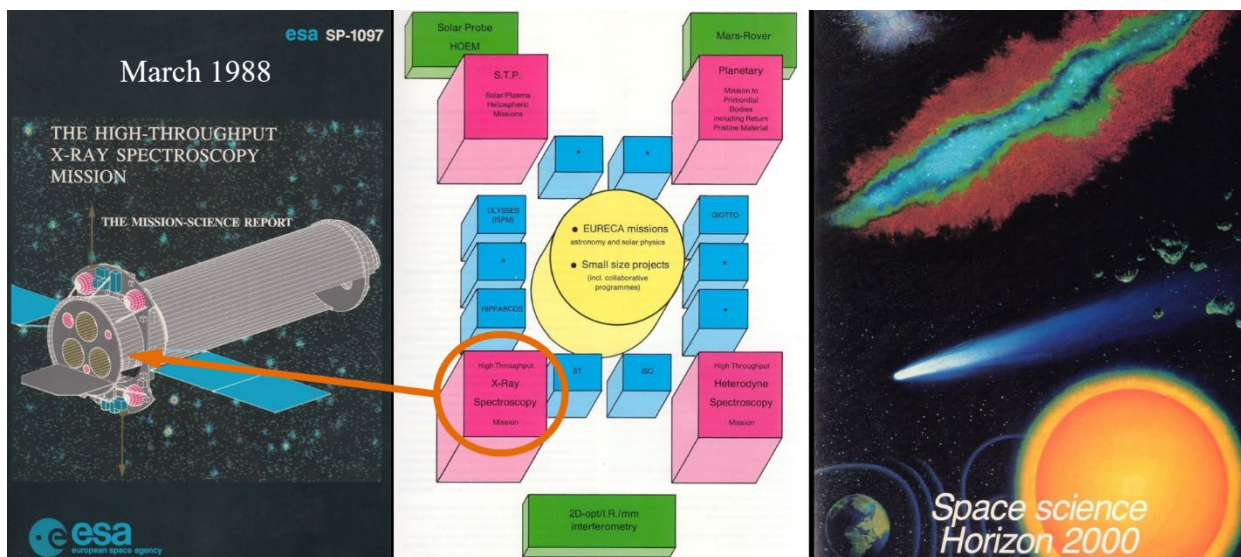 esa SP-1097
March 1988
THE HIGH-THROUGHPUT
X-RAY SPECTROSCOPY
MISSION
THE MISSION-SCIENCE REPORT
esa
european space agency
Solar Probe
HOEM
Mars-Rover
S.T.P.
Solar/Plasma
Heliospheric
Missions
Planetary
Mission to
Primordial
Bodies
including Return
Pristine Material
*
*
ULYSSES
(ISPM)
*
HIPPARCOS
● EURECA missions
astronomy and solar physics
● Small size projects
(incl. collaborative
programmes)
GIOTTO
*
*
High Throughput
X-Ray
Spectroscopy
Mission
ST
ISO
High Throughput
Heterodyne
Spectroscopy
Mission
2D-opt/I.R./mm
interferometry
Space science
Horizon 2000